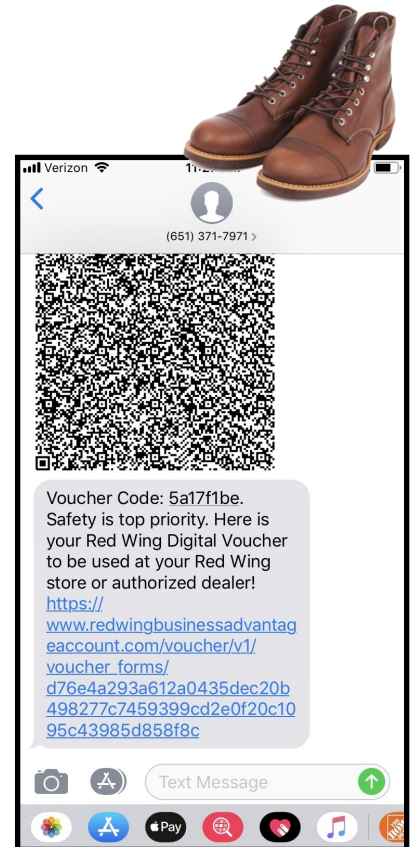 Verizon
(651) 371-7971 >
Voucher Code: 5a17f1be.
Safety is top priority. Here is
your Red Wing Digital Voucher
to be used at your Red Wing
store or authorized dealer!
https://
www.redwingbusinessadvantag
eaccount.com/voucher/v1/
voucher_forms/
d76e4a293a612a0435dec20b
498277c7459399cd2e0f20c10
95c43985d858f8c
Text Message
Pay